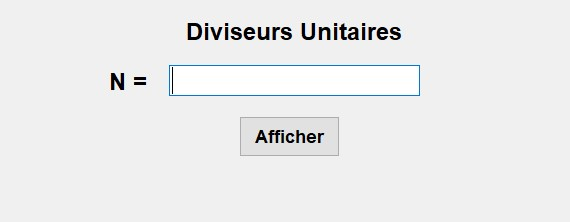 Diviseurs Unitaires
N =
Afficher